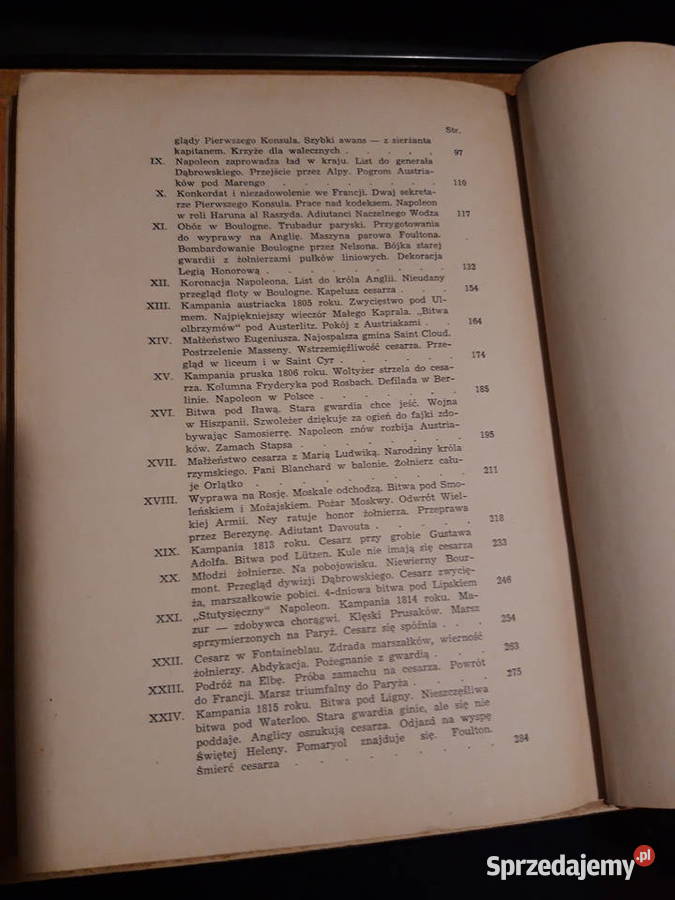 Str.
glądy Pierwszego Konsula. Szybki awans — z sierżanta
kapitanem. Krzyże dla walecznych . . . . . 97
IX. Napoleon zaprowadza ład w kraju. List do generała
Dąbrowskiego. Przejście przez Alpy. Pogrom Austria-
ków pod Marengo . . . . . . . . 110
X. Konkordat i niezadowolenie we Francji. Dwaj sekreta-
rze Pierwszego Konsula. Prace nad kodeksem. Napoleon
w roli Haruna al Raszyda. Adiutanci Naczelnego Wodza 117
XI. Obóz w Boulogne. Trubadur paryski. Przygotowania
do wyprawy na Anglię. Maszyna parowa Foultona.
Bombardowanie Boulogne przez Nelsona. Bójka starej
gwardii z żołnierzami pułków liniowych. Dekoracja
Legią Honorową . . . . . . . . 132
XII. Koronacja Napoleona. List do króla Anglii. Nieudany
przegląd floty w Boulogne. Kapelusz cesarza . . . 154
XIII. Kampania austriacka 1805 roku. Zwycięstwo pod Ul-
mem. Najpiękniejszy wieczór Małego Kaprala. „Bitwa
olbrzymów" pod Austerlitz. Pokój z Austriakami . . 164
XIV. Małżeństwo Eugeniusza. Najospalsza gmina Saint Cloud.
Postrzelenie Masseny. Wstrzemięźliwość cesarza. Prze-
gląd w liceum i w Saint Cyr . . . . . . 174
XV. Kampania pruska 1806 roku. Woltyżer strzela do cesa-
rza. Kolumna Fryderyka pod Rosbach. Defilada w Ber-
linie. Napoleon w Polsce . . . . . . . 185
XVI. Bitwa pod Iławą. Stara gwardia chce jeść. Wojna
w Hiszpanii. Szwoleżer dziękuje za ogień do fajki zdo-
bywając Samosierrę. Napoleon znów rozbija Austria-
ków. Zamach Stapsa . . . . . . . 195
XVII. Małżeństwo cesarza z Marią Ludwiką. Narodziny króla
rzymskiego. Pani Blanchard w balonie. Żołnierz cału-
je Orlątko . . . . . . . . . 211
XVIII. Wyprawa na Rosję. Moskale odchodzą. Bitwa pod Smo-
leńskiem i Możajskiem. Pożar Moskwy. Odwrót Wiel-
kiej Armii. Ney ratuje honor żołnierza. Przeprawa
przez Berezynę. Adiutant Davouta . . . . . 218
XIX. Kampania 1813 roku. Cesarz przy grobie Gustawa
Adolfa. Bitwa pod Lützen. Kule nie imają się cesarza 233
XX. Młodzi żołnierze. Na pobojowisku. Niewierny Bour-
mont. Przegląd dywizji Dąbrowskiego. Cesarz zwycię-
ża, marszałkowie pobici. 4-dniowa bitwa pod Lipskiem 246
XXI. „Stutysięczny" Napoleon. Kampania 1814 roku. Ma-
zur — zdobywca chorągwi. Klęski Prusaków. Marsz
sprzymierzonych na Paryż. Cesarz się spóźnia . . . 254
XXII. Cesarz w Fontaineblau. Zdrada marszałków, wierność
żołnierzy. Abdykacja. Pożegnanie z gwardią . . . 263
XXIII. Podróż na Elbę. Próba zamachu na cesarza. Powrót
do Francji. Marsz triumfalny do Paryża . . . . 275
XXIV. Kampania 1815 roku. Bitwa pod Ligny. Nieszczęśliwa
bitwa pod Waterloo. Stara gwardia ginie, ale się nie
poddaje. Anglicy oszukują cesarza. Odjazd na wyspę
Świętej Heleny. Pomaryol znajduje się. Foulton.
Śmierć cesarza . . . . . . . . 284
Sprzedajemy.pl